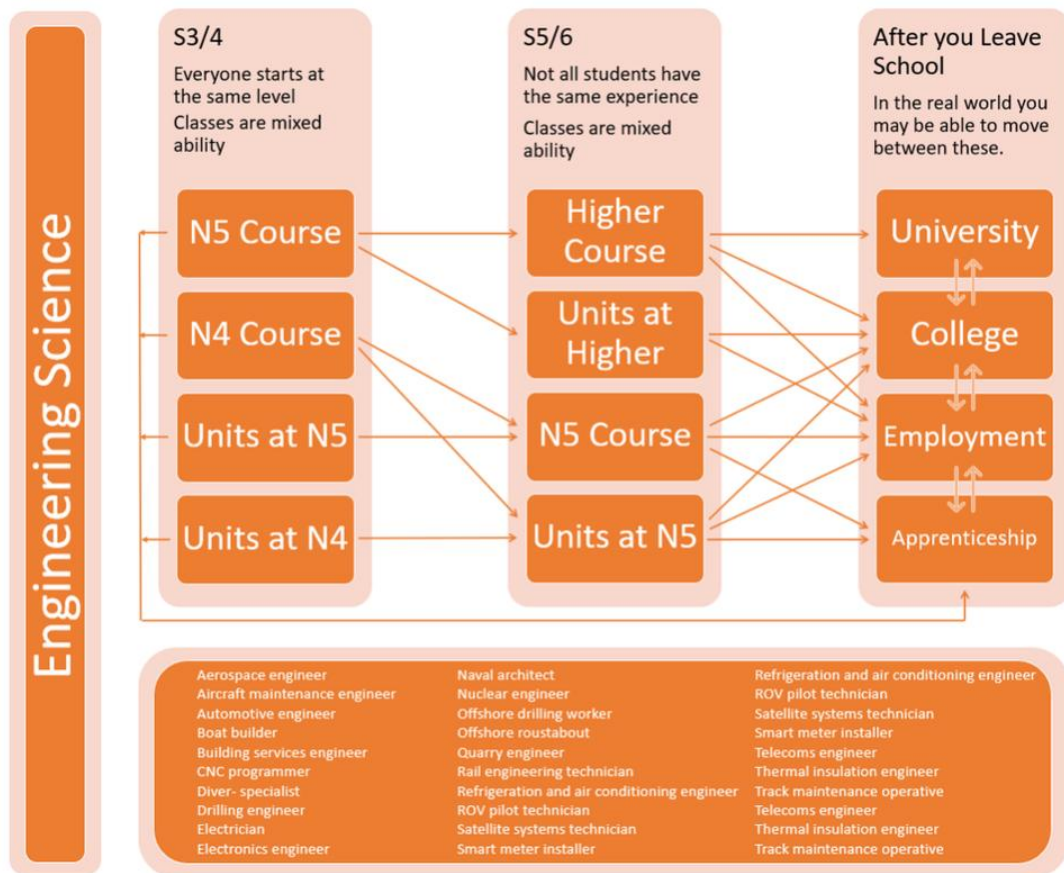 Engineering Science
S3/4
Everyone starts at
the same level
Classes are mixed
ability
N5 Course
N4 Course
Units at N5
Units at N4
S5/6
Not all students have
the same experience
Classes are mixed
ability
Higher
Course
Units at
Higher
N5 Course
Units at N5
After you Leave
School
In the real world you
may be able to move
between these.
University
College
Employment
Apprenticeship
Aerospace engineer
Aircraft maintenance engineer
Automotive engineer
Boat builder
Building services engineer
CNC programmer
Diver- specialist
Drilling engineer
Electrician
Electronics engineer
Naval architect
Nuclear engineer
Offshore drilling worker
Offshore roustabout
Quarry engineer
Rail engineering technician
Refrigeration and air conditioning engineer
ROV pilot technician
Satellite systems technician
Smart meter installer
Refrigeration and air conditioning engineer
ROV pilot technician
Satellite systems technician
Smart meter installer
Telecoms engineer
Thermal insulation engineer
Track maintenance operative
Telecoms engineer
Thermal insulation engineer
Track maintenance operative